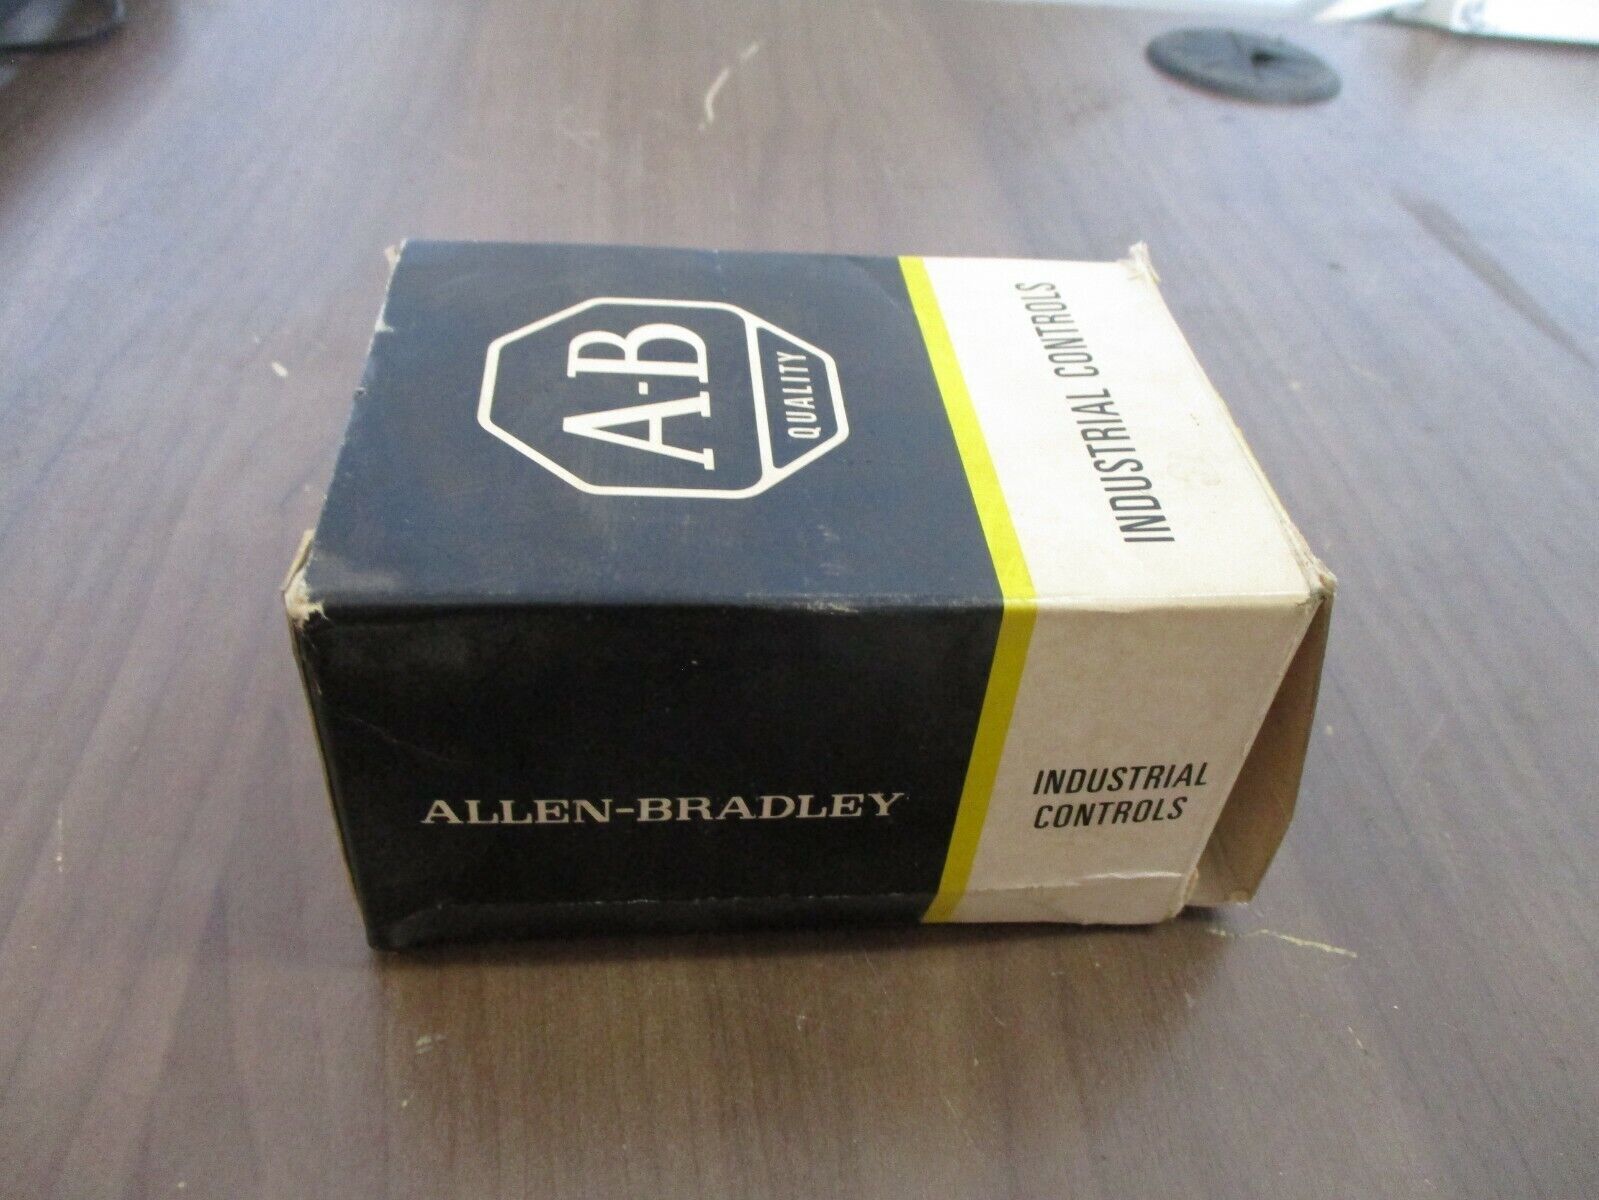 A-B
QUALITY
INDUSTRIAL CONTROLS
ALLEN-BRADLEY
INDUSTRIAL
CONTROLS